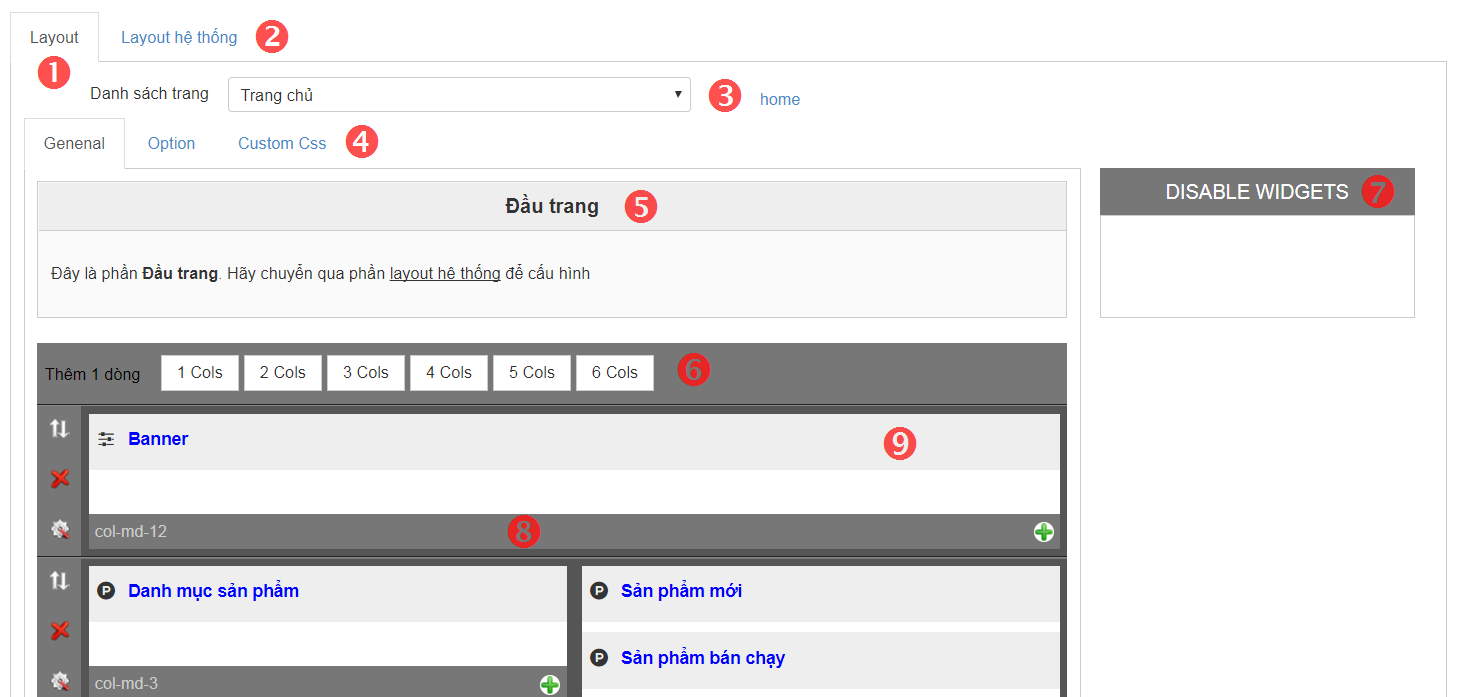 Layout Layout hệ thống 2
1
Danh sách trang Trang chủ 3 home
Genenal Option Custom Css 4
DISABLE WIDGETS 7
Đầu trang 5
Đây là phần Đầu trang. Hãy chuyển qua phần layout hê thống để cấu hình
Thêm 1 dòng 1 Cols 2 Cols 3 Cols 4 Cols 5 Cols 6 Cols 6
Banner 9
col-md-12 8
P Danh mục sản phẩm P Sản phẩm mới
P Sản phẩm bán chạy
col-md-3